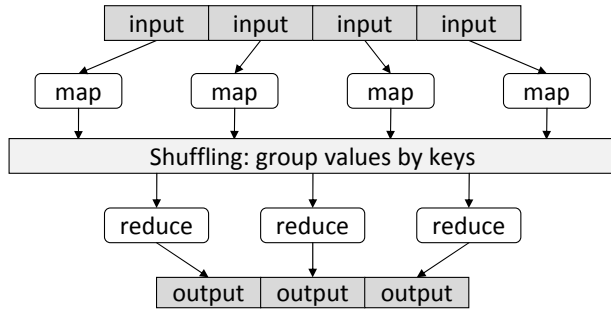 input input input input
map map map map
Shuffling: group values by keys
reduce reduce reduce
output output output